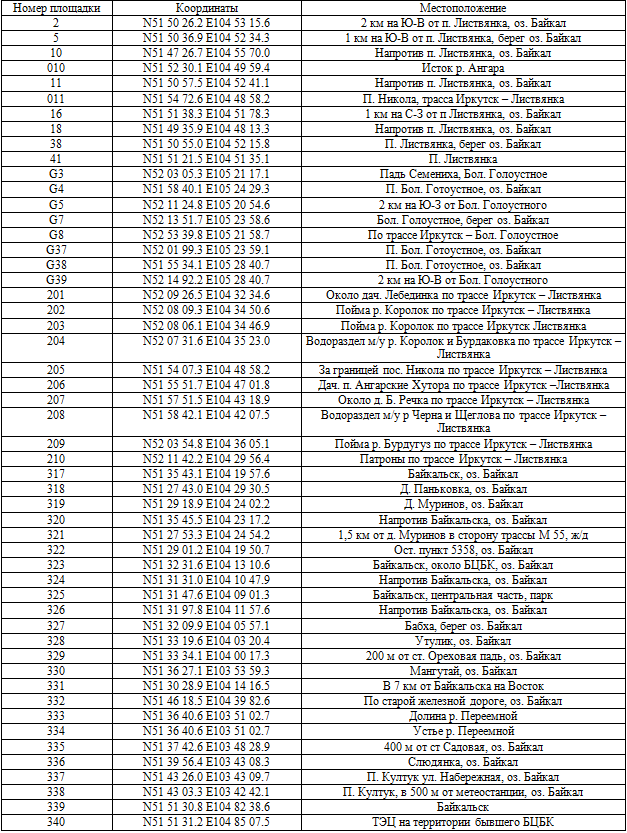 Номер площадки Координаты Местоположение
2 N51 50 26.2 E104 53 15.6 2 км на Ю-В от п. Листвянка, оз. Байкал
5 N51 50 36.9 E104 52 34.3 1 км на Ю-В от п. Листвянка, берег оз. Байкал
10 N51 47 26.7 E104 55 70.0 Напротив п. Листвянка, оз. Байкал
010 N51 52 30.1 E104 49 59.4 Исток р. Ангара
11 N51 50 57.5 E104 52 41.1 Напротив п. Листвянка, оз. Байкал
011 N51 54 72.6 E104 48 58.2 П. Никола, трасса Иркутск – Листвянка
16 N51 51 38.3 E104 51 78.3 1 км на С-З от п Листвянка, оз. Байкал
18 N51 49 35.9 E104 48 13.3 Напротив п. Листвянка, оз. Байкал
38 N51 50 55.0 E104 52 15.8 П. Листвянка, берег оз. Байкал
41 N51 51 21.5 E104 51 35.1 П. Листвянка
G3 N52 03 05.3 E105 21 17.1 Падь Семениха, Бол. Голоустное
G4 N51 58 40.1 E105 24 29.3 П. Бол. Готоустное, оз. Байкал
G5 N52 11 24.8 E105 20 54.6 2 км на Ю-З от Бол. Голоустного
G7 N52 13 51.7 E105 23 58.6 Бол. Голоустное, берег оз. Байкал
G8 N52 53 39.8 E105 21 58.7 По трассе Иркутск – Бол. Голоустное
G37 N52 01 99.3 E105 23 59.1 П. Бол. Готоустное, оз. Байкал
G38 N51 55 34.1 E105 28 40.7 П. Бол. Готоустное, оз. Байкал
G39 N52 14 92.2 E105 28 40.7 2 км на Ю-В от Бол. Голоустного
201 N52 09 26.5 E104 32 34.6 Около дач. Лебединка по трассе Иркутск – Листвянка
202 N52 08 09.3 E104 34 50.6 Пойма р. Королок по трассе Иркутск – Листвянка
203 N52 08 06.1 E104 34 46.9 Пойма р. Королок по трассе Иркутск Листвянка
204 N52 07 31.6 E104 35 23.0 Водораздел м/у р. Королок и Бурдаковка по трассе Иркутск –
Листвянка
205 N51 54 07.3 E104 48 58.2 За границей пос. Никола по трассе Иркутск – Листвянка
206 N51 55 51.7 E104 47 01.8 Дач. п. Ангарские Хутора по трассе Иркутск –Листвянка
207 N51 57 51.5 E104 43 18.9 Около д. Б. Речка по трассе Иркутск – Листвянка
208 N51 58 42.1 E104 42 07.5 Водораздел м/у р Черна и Щеглова по трассе Иркутск –
Листвянка
209 N52 03 54.8 E104 36 05.1 Пойма р. Бурдугуз по трассе Иркутск – Листвянка
210 N52 11 42.2 E104 29 56.4 Патроны по трассе Иркутск – Листвянка
317 N51 35 43.1 E104 19 57.6 Байкальск, оз. Байкал
318 N51 27 43.0 E104 29 30.5 Д. Паньковка, оз. Байкал
319 N51 29 18.9 E104 24 02.2 Д. Муринов, оз. Байкал
320 N51 35 45.5 E104 23 17.2 Напротив Байкальска, оз. Байкал
321 N51 27 53.3 E104 24 54.2 1,5 км от д. Муринов в сторону трассы М 55, ж/д
322 N51 29 01.2 E104 19 50.7 Ост. пункт 5358, оз. Байкал
323 N51 32 31.6 E104 13 10.6 Байкальск, около БЦБК, оз. Байкал
324 N51 31 31.0 E104 10 47.9 Напротив Байкальска, оз. Байкал
325 N51 31 47.6 E104 09 01.3 Байкальск, центральная часть, парк
326 N51 31 97.8 E104 11 57.6 Напротив Байкальска, оз. Байкал
327 N51 32 09.9 E104 05 57.1 Бабха, берег оз. Байкал
328 N51 33 19.6 E104 03 20.4 Утулик, оз. Байкал
329 N51 33 34.1 E104 00 17.3 200 м от ст. Ореховая падь, оз. Байкал
330 N51 36 27.1 E103 53 59.3 Мангутай, оз. Байкал
331 N51 30 28.9 E104 14 16.5 В 7 км от Байкальска на Восток
332 N51 46 18.5 E104 39 82.6 По старой железной дороге, оз. Байкал
333 N51 36 40.6 E103 51 02.7 Долина р. Переемной
334 N51 36 40.6 E103 51 02.7 Устье р. Переемной
335 N51 37 42.6 E103 48 28.9 400 м от ст Садовая, оз. Байкал
336 N51 39 56.4 E103 43 08.3 Слюдянка, оз. Байкал
337 N51 43 26.0 E103 43 09.7 П. Култук ул. Набережная, оз. Байкал
338 N51 43 03.3 E103 42 42.1 П. Култук, в 500 м от метеостанции, оз. Байкал
339 N51 51 30.8 E104 82 38.6 Байкальск
340 N51 51 31.2 E104 85 07.5 ТЭЦ на территории бывшего БЦБК